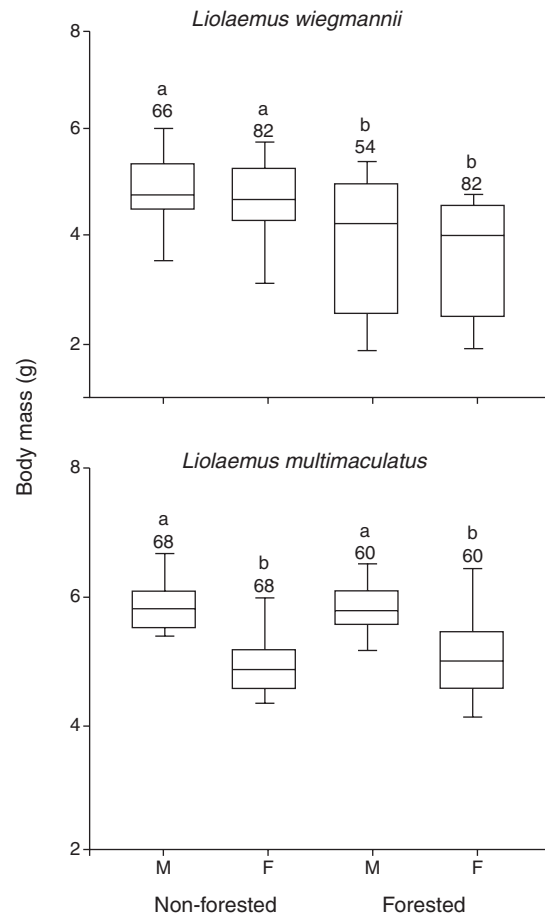 Liolaemus wiegmannii
8
6
4
2
a
66
a
82
b
54
b
82
Body mass (g)
Liolaemus multimaculatus
8
6
4
2
a
68
b
68
a
60
b
60
M F M F
Non-forested Forested